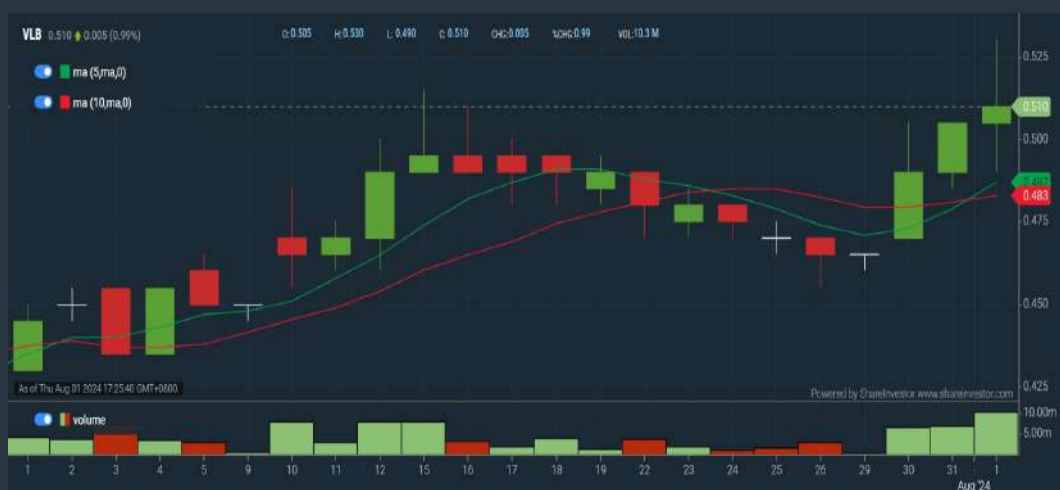 VLB 0.510 0.005 (0.99%) O:0.505 H:0.530 L: 0.490 C: 0.510 CHG:0.005 %CHG:0.99 VOL:10.3 M
ma (5,ma,0)
ma (10,ma,0)
0.525
0.510
0.500
0.487
0.483
0.475
0.450
0.425
As of Thu Aug 01 2024 17:25:40 GMT+0800
Powered by ShareInvestor www.shareinvestor.com
volume
10.00m
5.00m
1 2 3 4 5 9 10 11 12 15 16 17 18 19 22 23 24 25 26 29 30 31 1
Aug '24